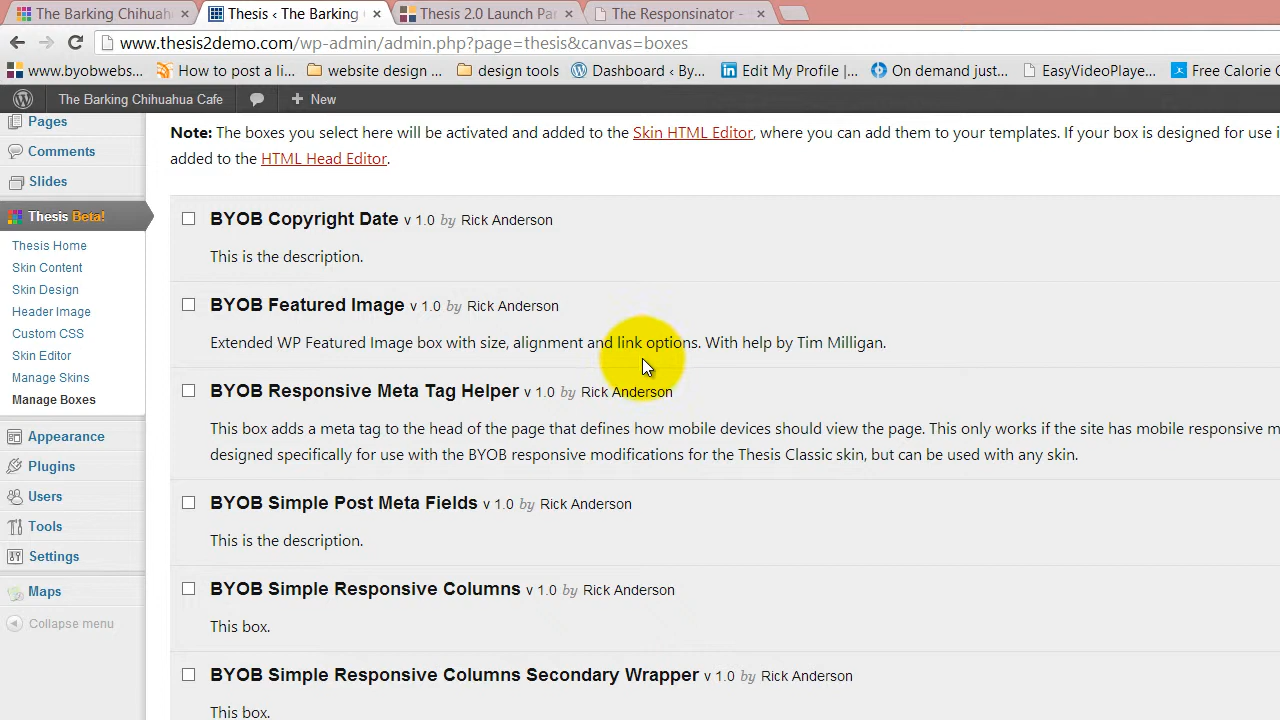 The Barking Chihuah
Thesis ‹ The Barking
Thesis 2.0 Launch Pa
The Responsinator -
www.thesis2demo.com/wp-admin/admin.php?page=thesis&canvas=boxes
www.byobwebs...
How to post a li...
website design ...
design tools
Dashboard ‹ By...
Edit My Profile |...
On demand just...
EasyVideoPlaye...
Free Calorie C
The Barking Chihuahua Cafe
New
Pages
Comments
Slides
Thesis Beta!
Thesis Home
Skin Content
Skin Design
Header Image
Custom CSS
Skin Editor
Manage Skins
Manage Boxes
Appearance
Plugins
Users
Tools
Settings
Maps
Collapse menu
Note: The boxes you select here will be activated and added to the Skin HTML Editor, where you can add them to your templates. If your box is designed for use i
added to the HTML Head Editor.
BYOB Copyright Date v 1.0 by Rick Anderson
This is the description.
BYOB Featured Image v 1.0 by Rick Anderson
Extended WP Featured Image box with size, alignment and link options. With help by Tim Milligan.
BYOB Responsive Meta Tag Helper v 1.0 by Rick Anderson
This box adds a meta tag to the head of the page that defines how mobile devices should view the page. This only works if the site has mobile responsive m
designed specifically for use with the BYOB responsive modifications for the Thesis Classic skin, but can be used with any skin.
BYOB Simple Post Meta Fields v 1.0 by Rick Anderson
This is the description.
BYOB Simple Responsive Columns v 1.0 by Rick Anderson
This box.
BYOB Simple Responsive Columns Secondary Wrapper v 1.0 by Rick Anderson
This box.